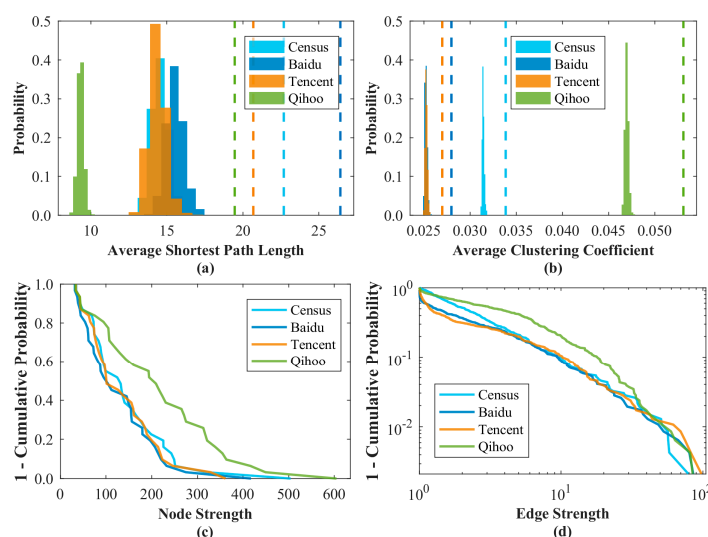 0.5
0.4
0.3
0.2
0.1
0.0
Probability
Census
Baidu
Tencent
Qihoo
10
15
20
25
Average Shortest Path Length
(a)
0.5
0.4
0.3
0.2
0.1
0.0
Probability
Census
Baidu
Tencent
Qihoo
0.025
0.030
0.035
0.040
0.045
0.050
Average Clustering Coefficient
(b)
1.0
0.8
0.6
0.4
0.2
0.0
1 - Cumulative Probability
Census
Baidu
Tencent
Qihoo
0
100
200
300
400
500
600
Node Strength
(c)
10^0
10^-1
10^-2
1 - Cumulative Probability
Census
Baidu
Tencent
Qihoo
10^0
10^1
10^2
Edge Strength
(d)